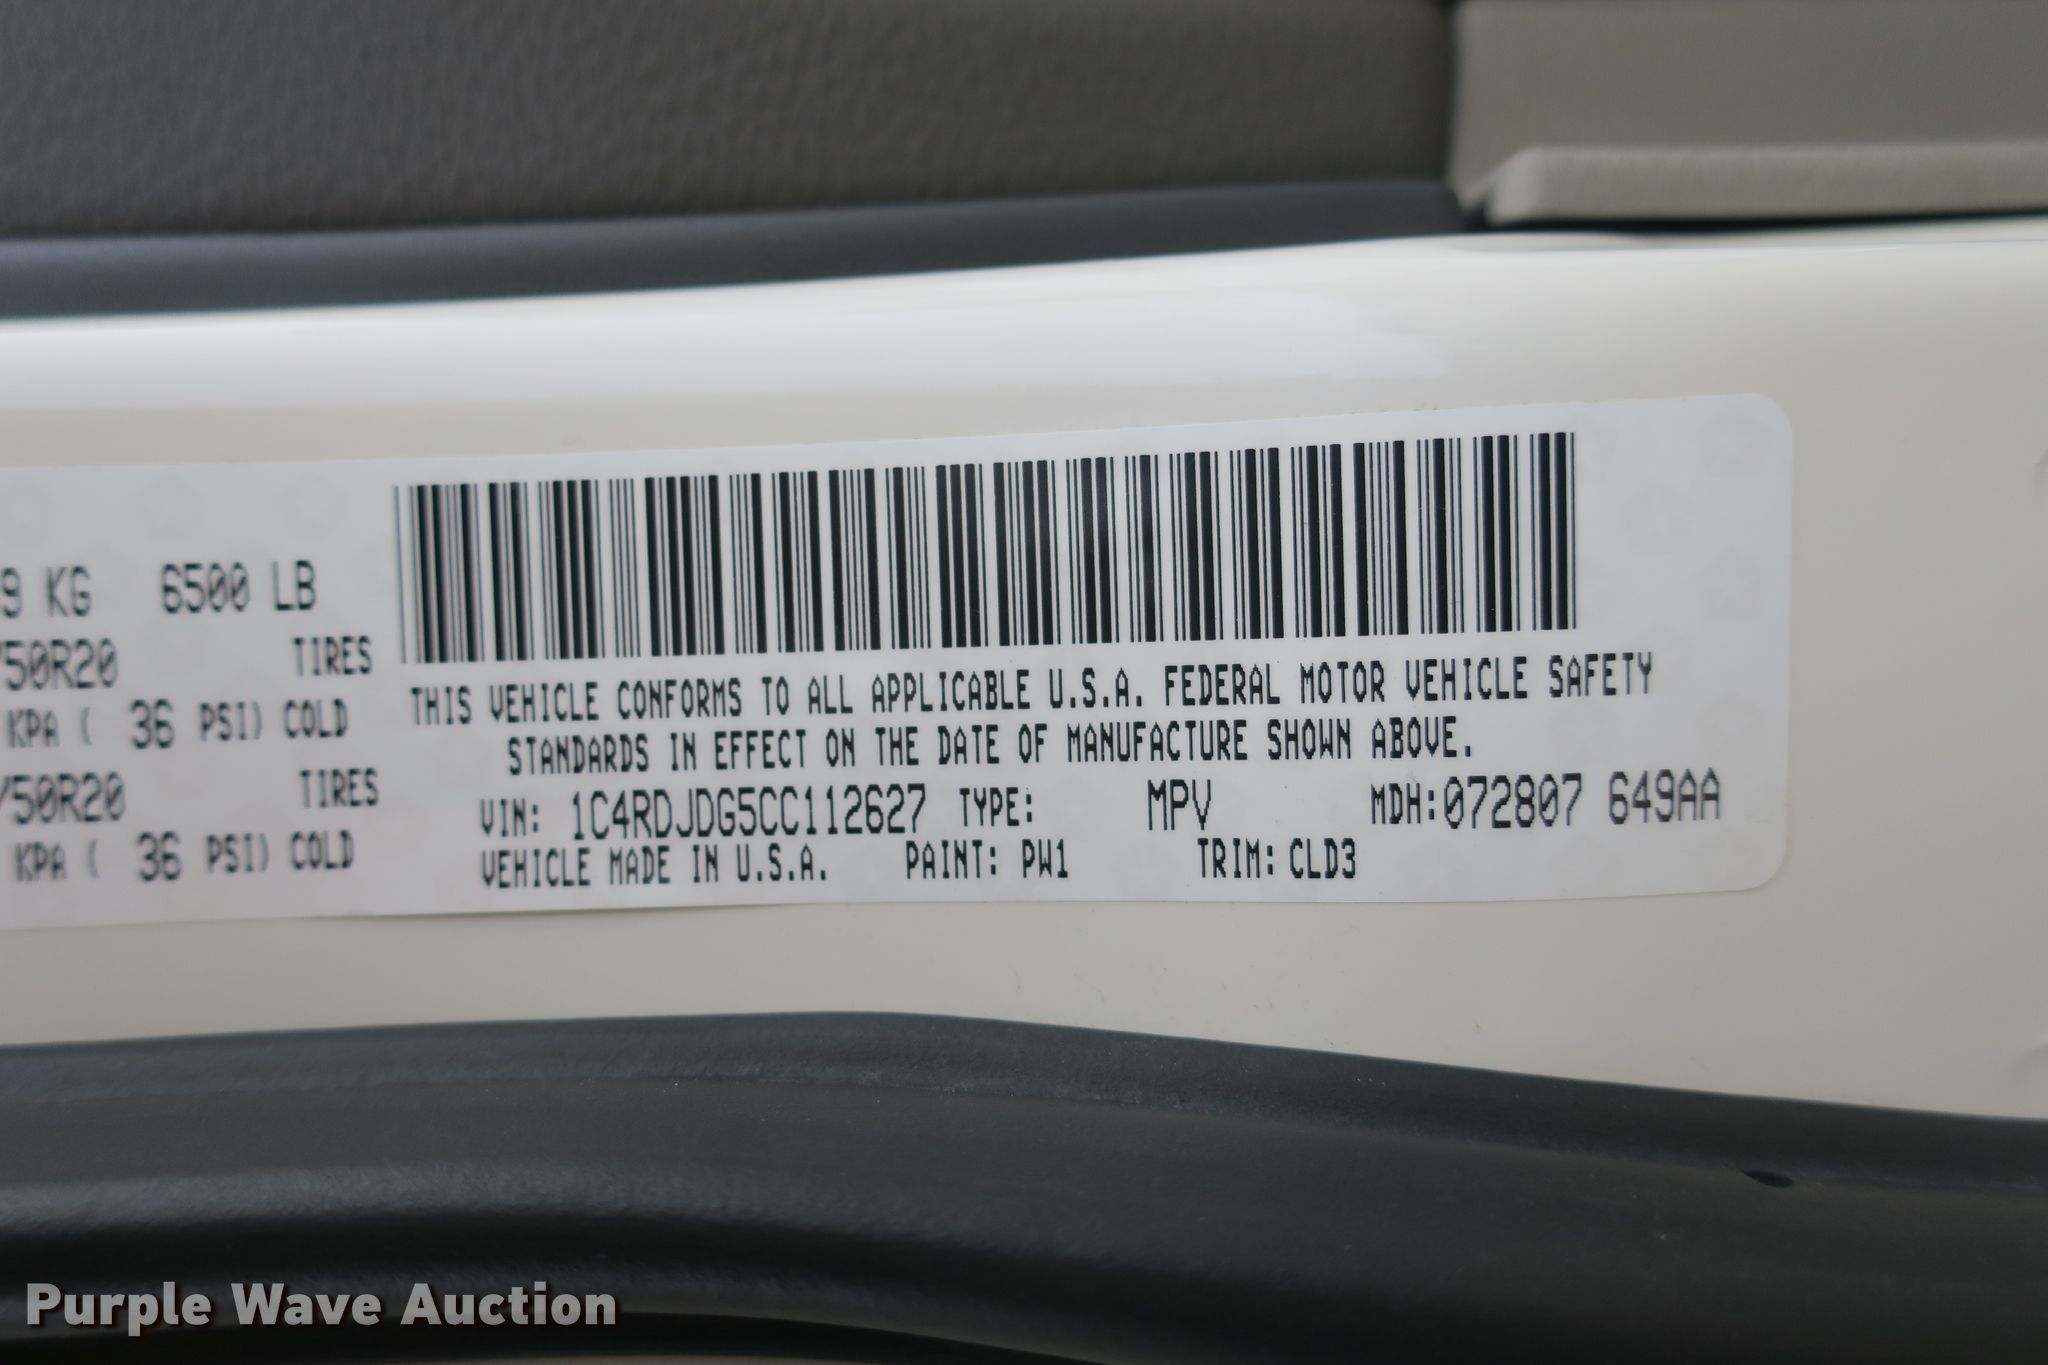 9 KG 6500 LB
/50R20 TIRES
KPA ( 36 PSI) COLD
/50R20 TIRES
KPA ( 36 PSI) COLD
THIS VEHICLE CONFORMS TO ALL APPLICABLE U.S.A. FEDERAL MOTOR VEHICLE SAFETY
STANDARDS IN EFFECT ON THE DATE OF MANUFACTURE SHOWN ABOVE.
VIN: 1C4RDJDG5CC112627 TYPE: MPV MDH:072807 649AA
VEHICLE MADE IN U.S.A. PAINT: PW1 TRIM: CLD3
Purple Wave Auction